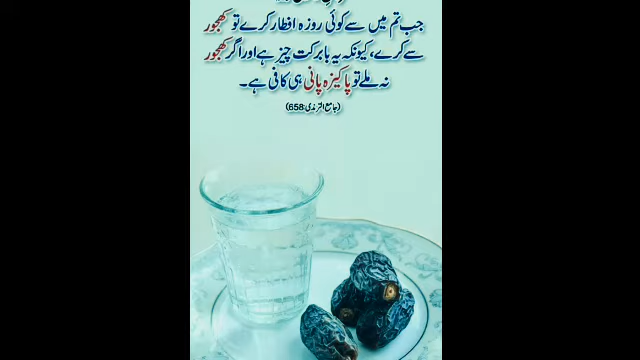 جب تم میں سے کوئی روزہ افطار کرے تو کھجور
سے کرے، کیونکہ یہ بابرکت چیز ہے اور اگر کھجور
نہ ملے تو پاکیزہ پانی ہی کافی ہے۔
(جامع الترمذی:658)